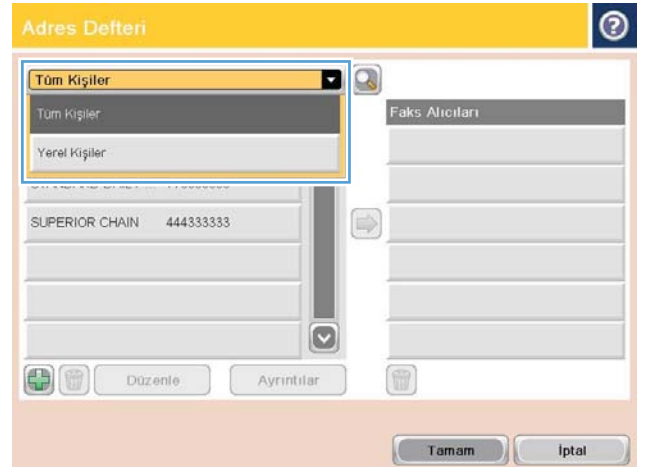 Adres Defteri
Tüm Kişiler
Tüm Kişiler
Yerel Kişiler
Faks Alıcıları
SUPERIOR CHAIN 444333333
Düzenle
Ayrıntılar
Tamam
İptal